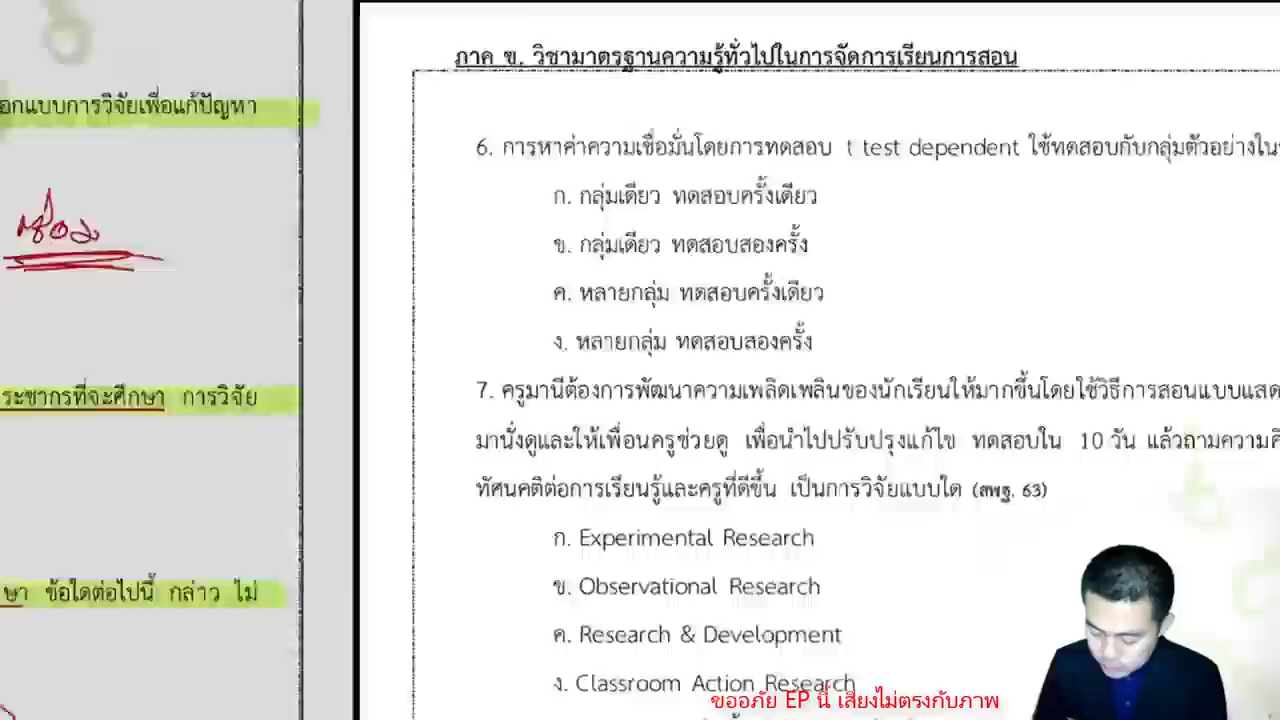 อกแบบการวิจัยเพื่อแก้ปัญหา
ระชากรที่จะศึกษา การวิจัย
ษา ข้อใดต่อไปนี้ กล่าว ไม่
ภาค ข. วิชามาตรฐานความรู้ทั่วไปในการจัดการเรียนการสอน
6. การหาค่าความเชื่อมั่นโดยการทดสอบ t test dependent ใช้ทดสอบกับกลุ่มตัวอย่างใน
ก. กลุ่มเดียว ทดสอบครั้งเดียว
ข. กลุ่มเดียว ทดสอบสองครั้ง
ค. หลายกลุ่ม ทดสอบครั้งเดียว
ง. หลายกลุ่ม ทดสอบสองครั้ง
7. ครูมานีต้องการพัฒนาความเพลิดเพลินของนักเรียนให้มากขึ้นโดยใช้วิธีการสอนแบบแสด
มานั่งดูและให้เพื่อนครูช่วยดู เพื่อนำไปปรับปรุงแก้ไข ทดสอบใน 10 วัน แล้วถามความคิ
ทัศนคติต่อการเรียนรู้และครูที่ดีขึ้น เป็นการวิจัยแบบใด (สพฐ. 63)
ก. Experimental Research
ข. Observational Research
ค. Research & Development
ง. Classroom Action Research
ขออภัย EP นี้ เสียงไม่ตรงกับภาพ